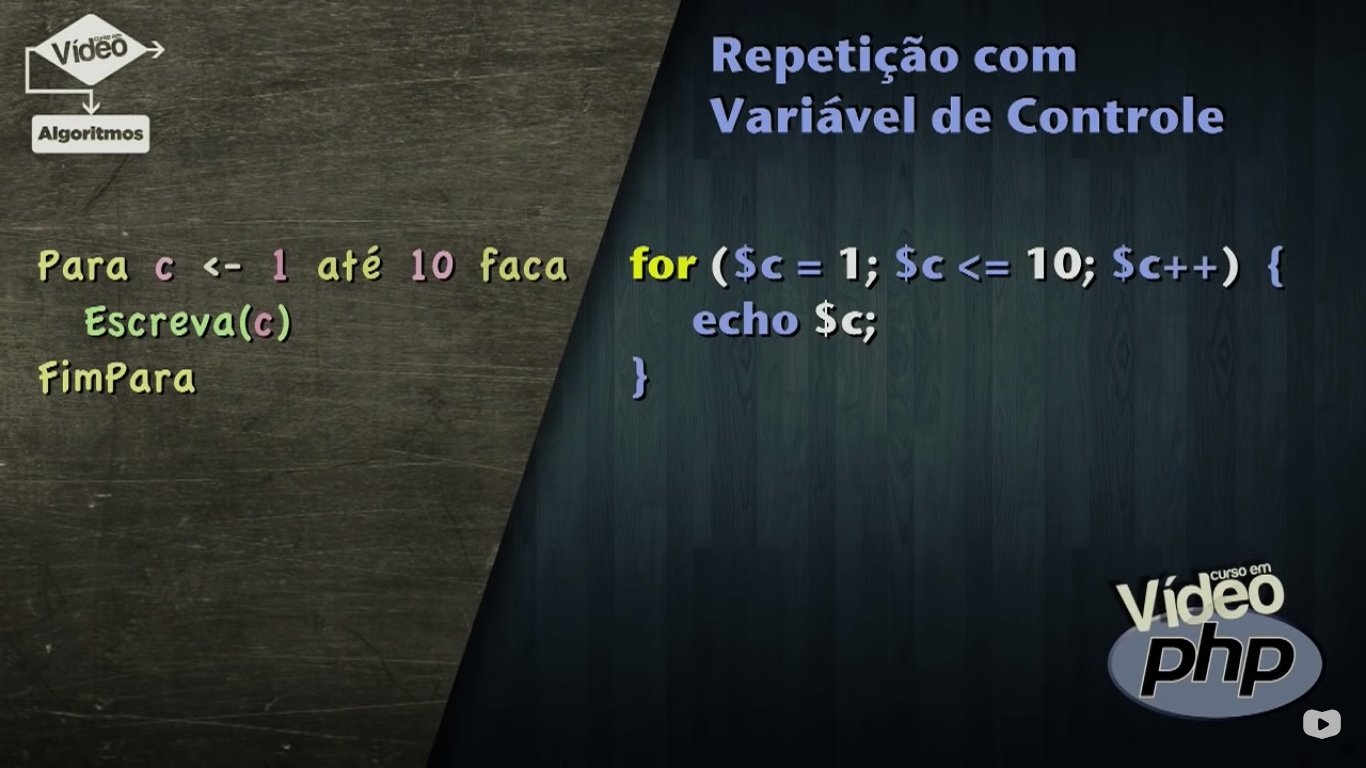 curso em
Vídeo
Algoritmos
Repetição com
Variável de Controle
Para c <- 1 até 10 faca
Escreva(c)
FimPara
for ($c = 1; $c <= 10; $c++) {
echo $c;
}
curso em
Vídeo
php